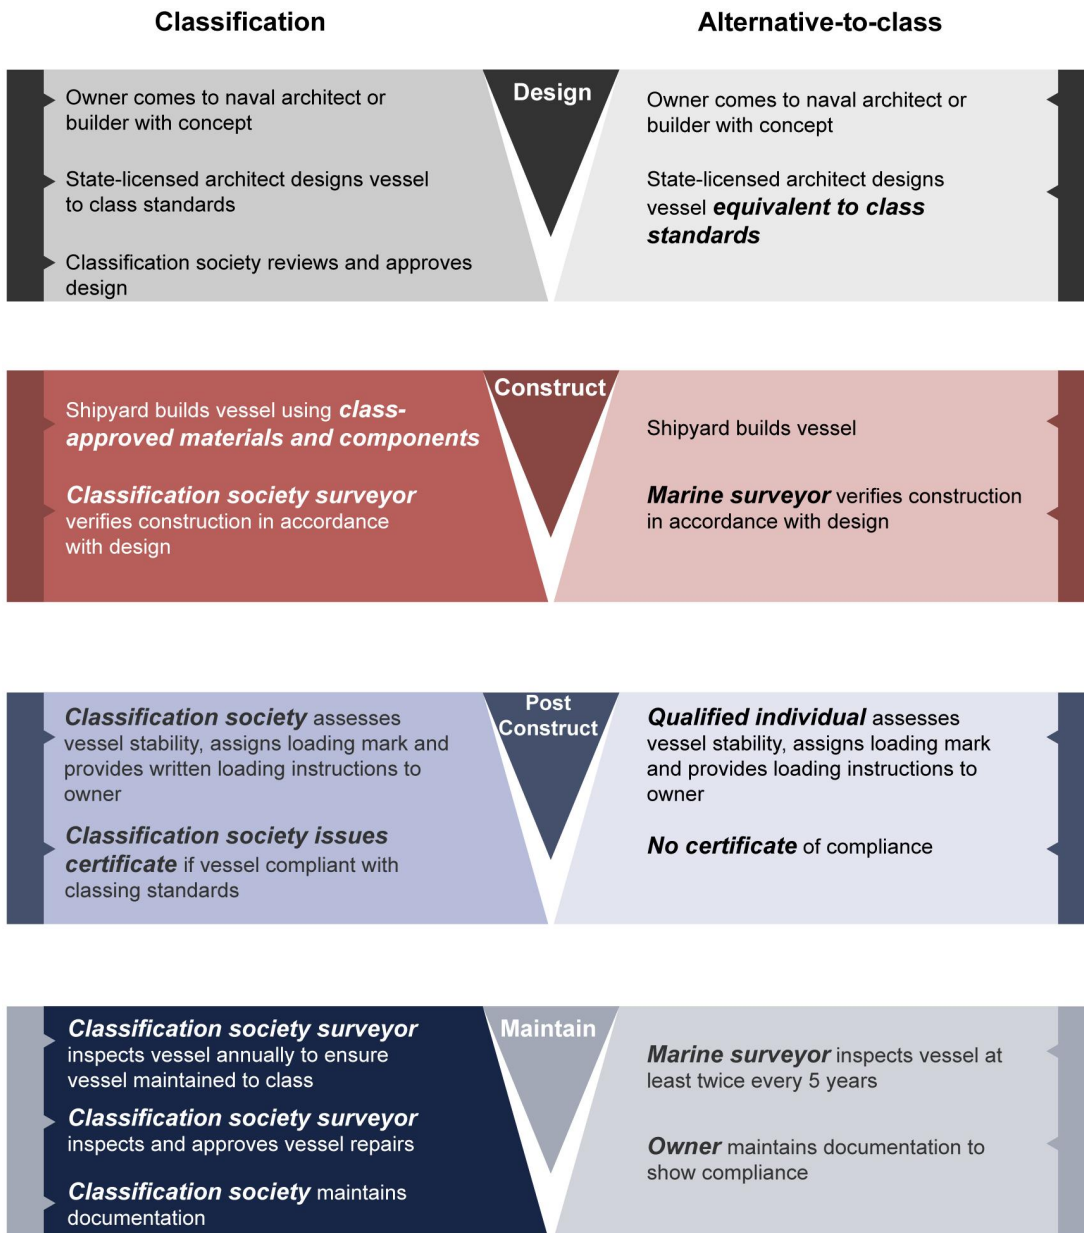 Classification
Alternative-to-class
Design
Owner comes to naval architect or
builder with concept
State-licensed architect designs vessel
to class standards
Classification society reviews and approves
design
Owner comes to naval architect or
builder with concept
State-licensed architect designs
vessel equivalent to class
standards
Construct
Shipyard builds vessel using class-
approved materials and components
Classification society surveyor
verifies construction in accordance
with design
Shipyard builds vessel
Marine surveyor verifies construction
in accordance with design
Post
Construct
Classification society assesses
vessel stability, assigns loading mark and
provides written loading instructions to
owner
Classification society issues
certificate if vessel compliant with
classing standards
Qualified individual assesses
vessel stability, assigns loading mark
and provides loading instructions to
owner
No certificate of compliance
Maintain
Classification society surveyor
inspects vessel annually to ensure
vessel maintained to class
Classification society surveyor
inspects and approves vessel repairs
Classification society maintains
documentation
Marine surveyor inspects vessel at
least twice every 5 years
Owner maintains documentation to
show compliance